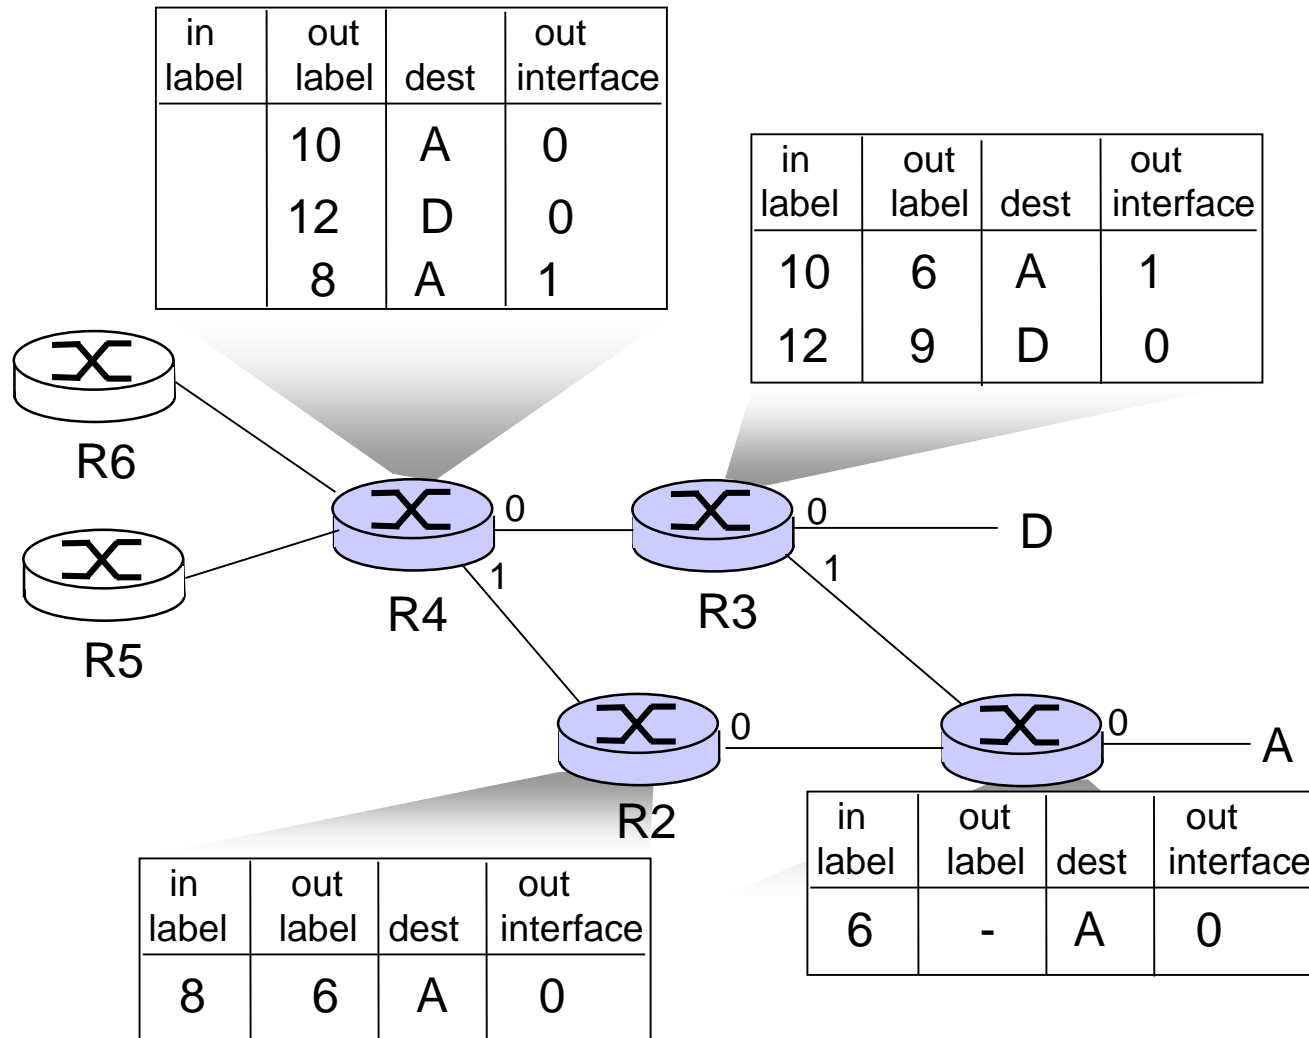 in out out
label label dest interface
10 A 0
12 D 0
8 A 1
in out out
label label dest interface
10 6 A 1
12 9 D 0
R6
R5
R4
0
1
R3
0
1
D
R2
0
0
A
in out out
label label dest interface
8 6 A 0
in out out
label label dest interface
6 - A 0